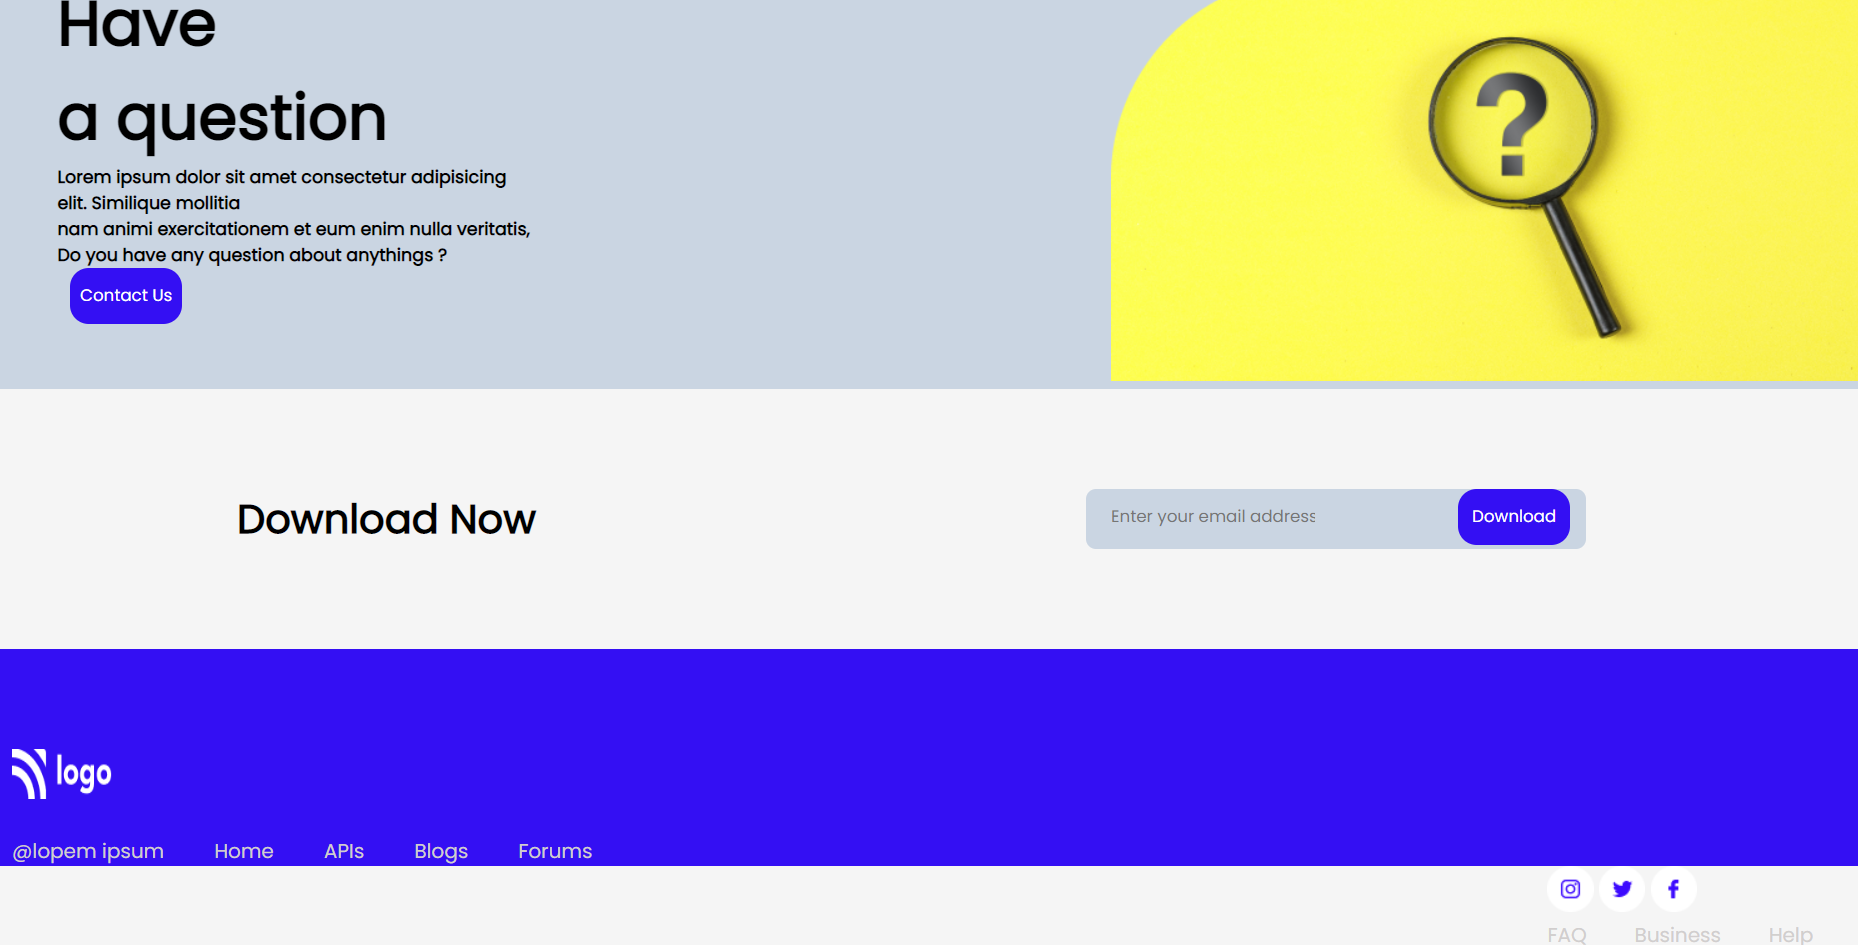 Have
a question
Lorem ipsum dolor sit amet consectetur adipisicing
elit. Similique mollitia
nam animi exercitationem et eum enim nulla veritatis,
Do you have any question about anythings ?
Contact Us
?
Download Now
Enter your email address
Download
logo
@lopem ipsum Home APIs Blogs Forums
FAQ Business Help